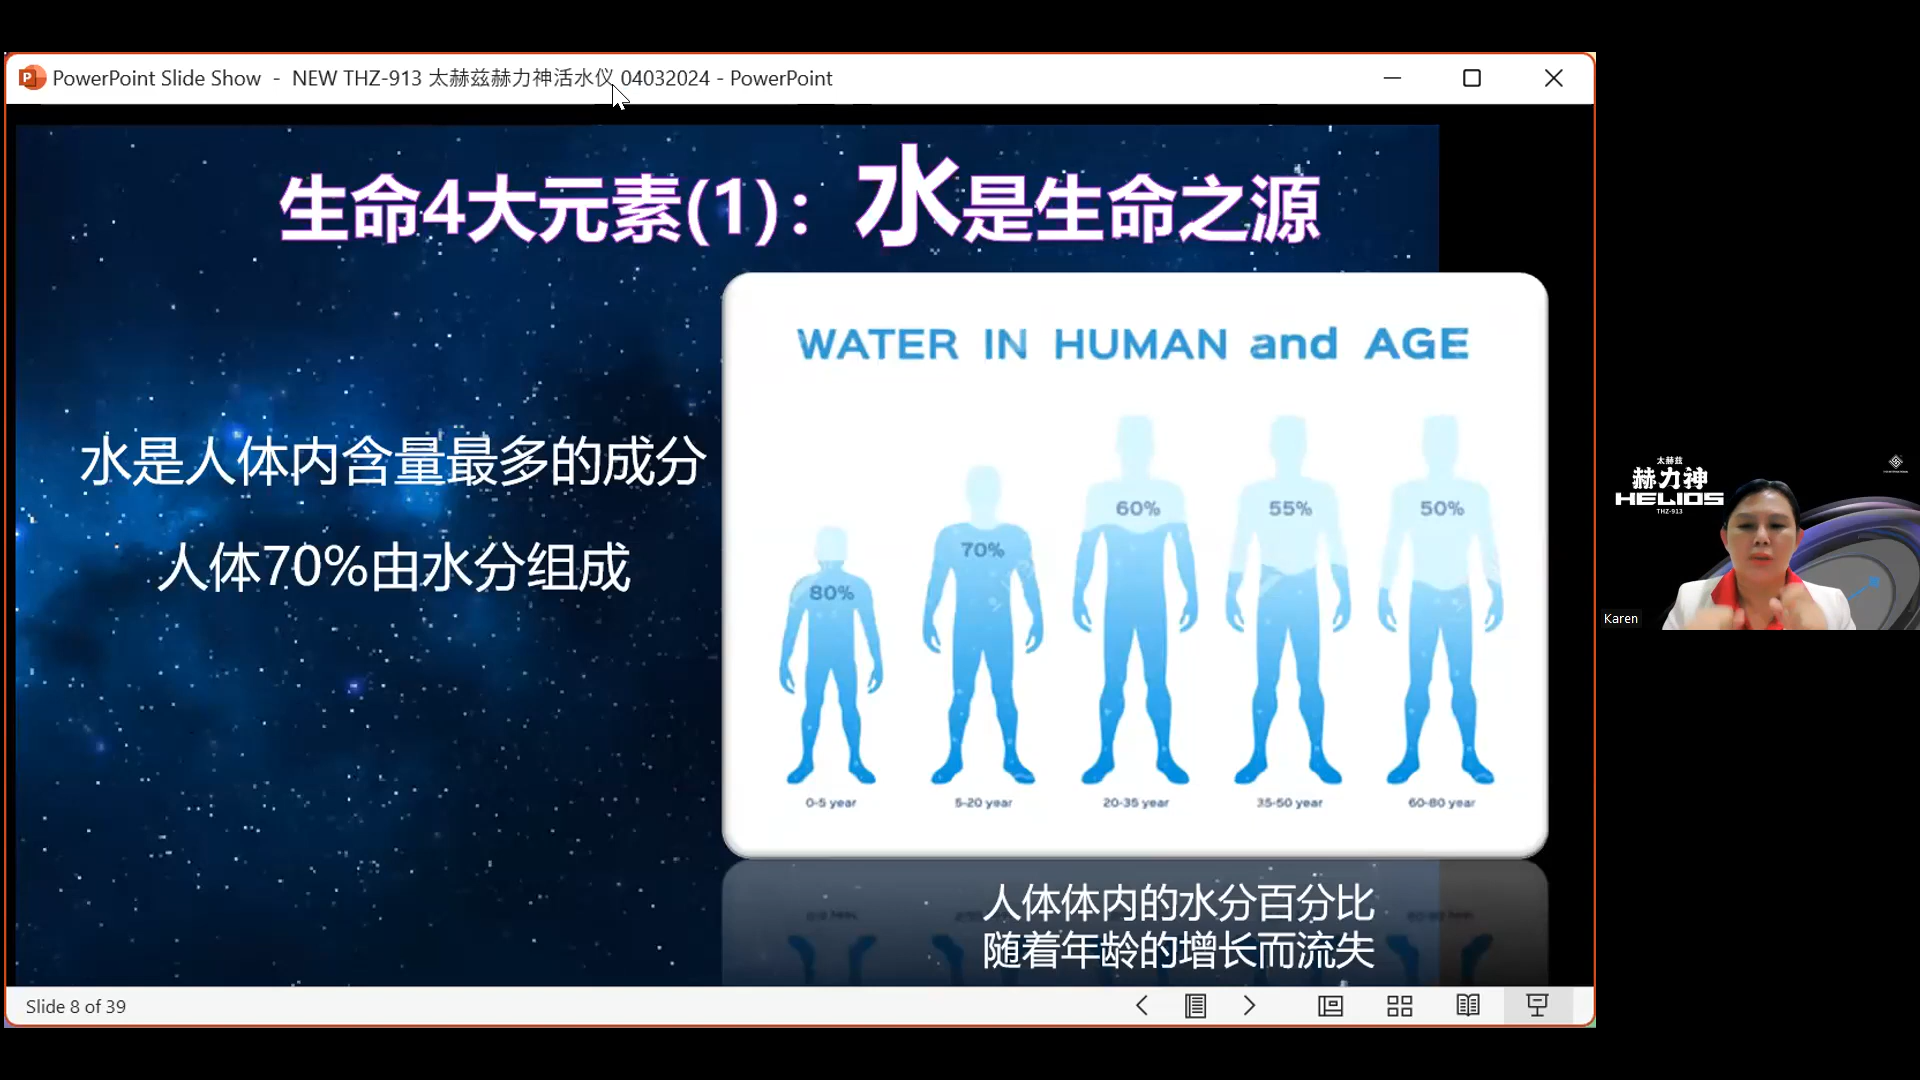 PowerPoint Slide Show - NEW THZ-913 太赫兹赫力神活水仪 04032024 - PowerPoint
生命4大元素(1)：水是生命之源
WATER IN HUMAN and AGE
水是人体内含量最多的成分
人体70%由水分组成
80%
70%
60%
55%
50%
0-5 year
5-20 year
20-35 year
35-50 year
60-80 year
人体体内的水分百分比
随着年龄的增长而流失
Slide 8 of 39
太赫兹
赫力神
HELIOS
THZ-913
Karen